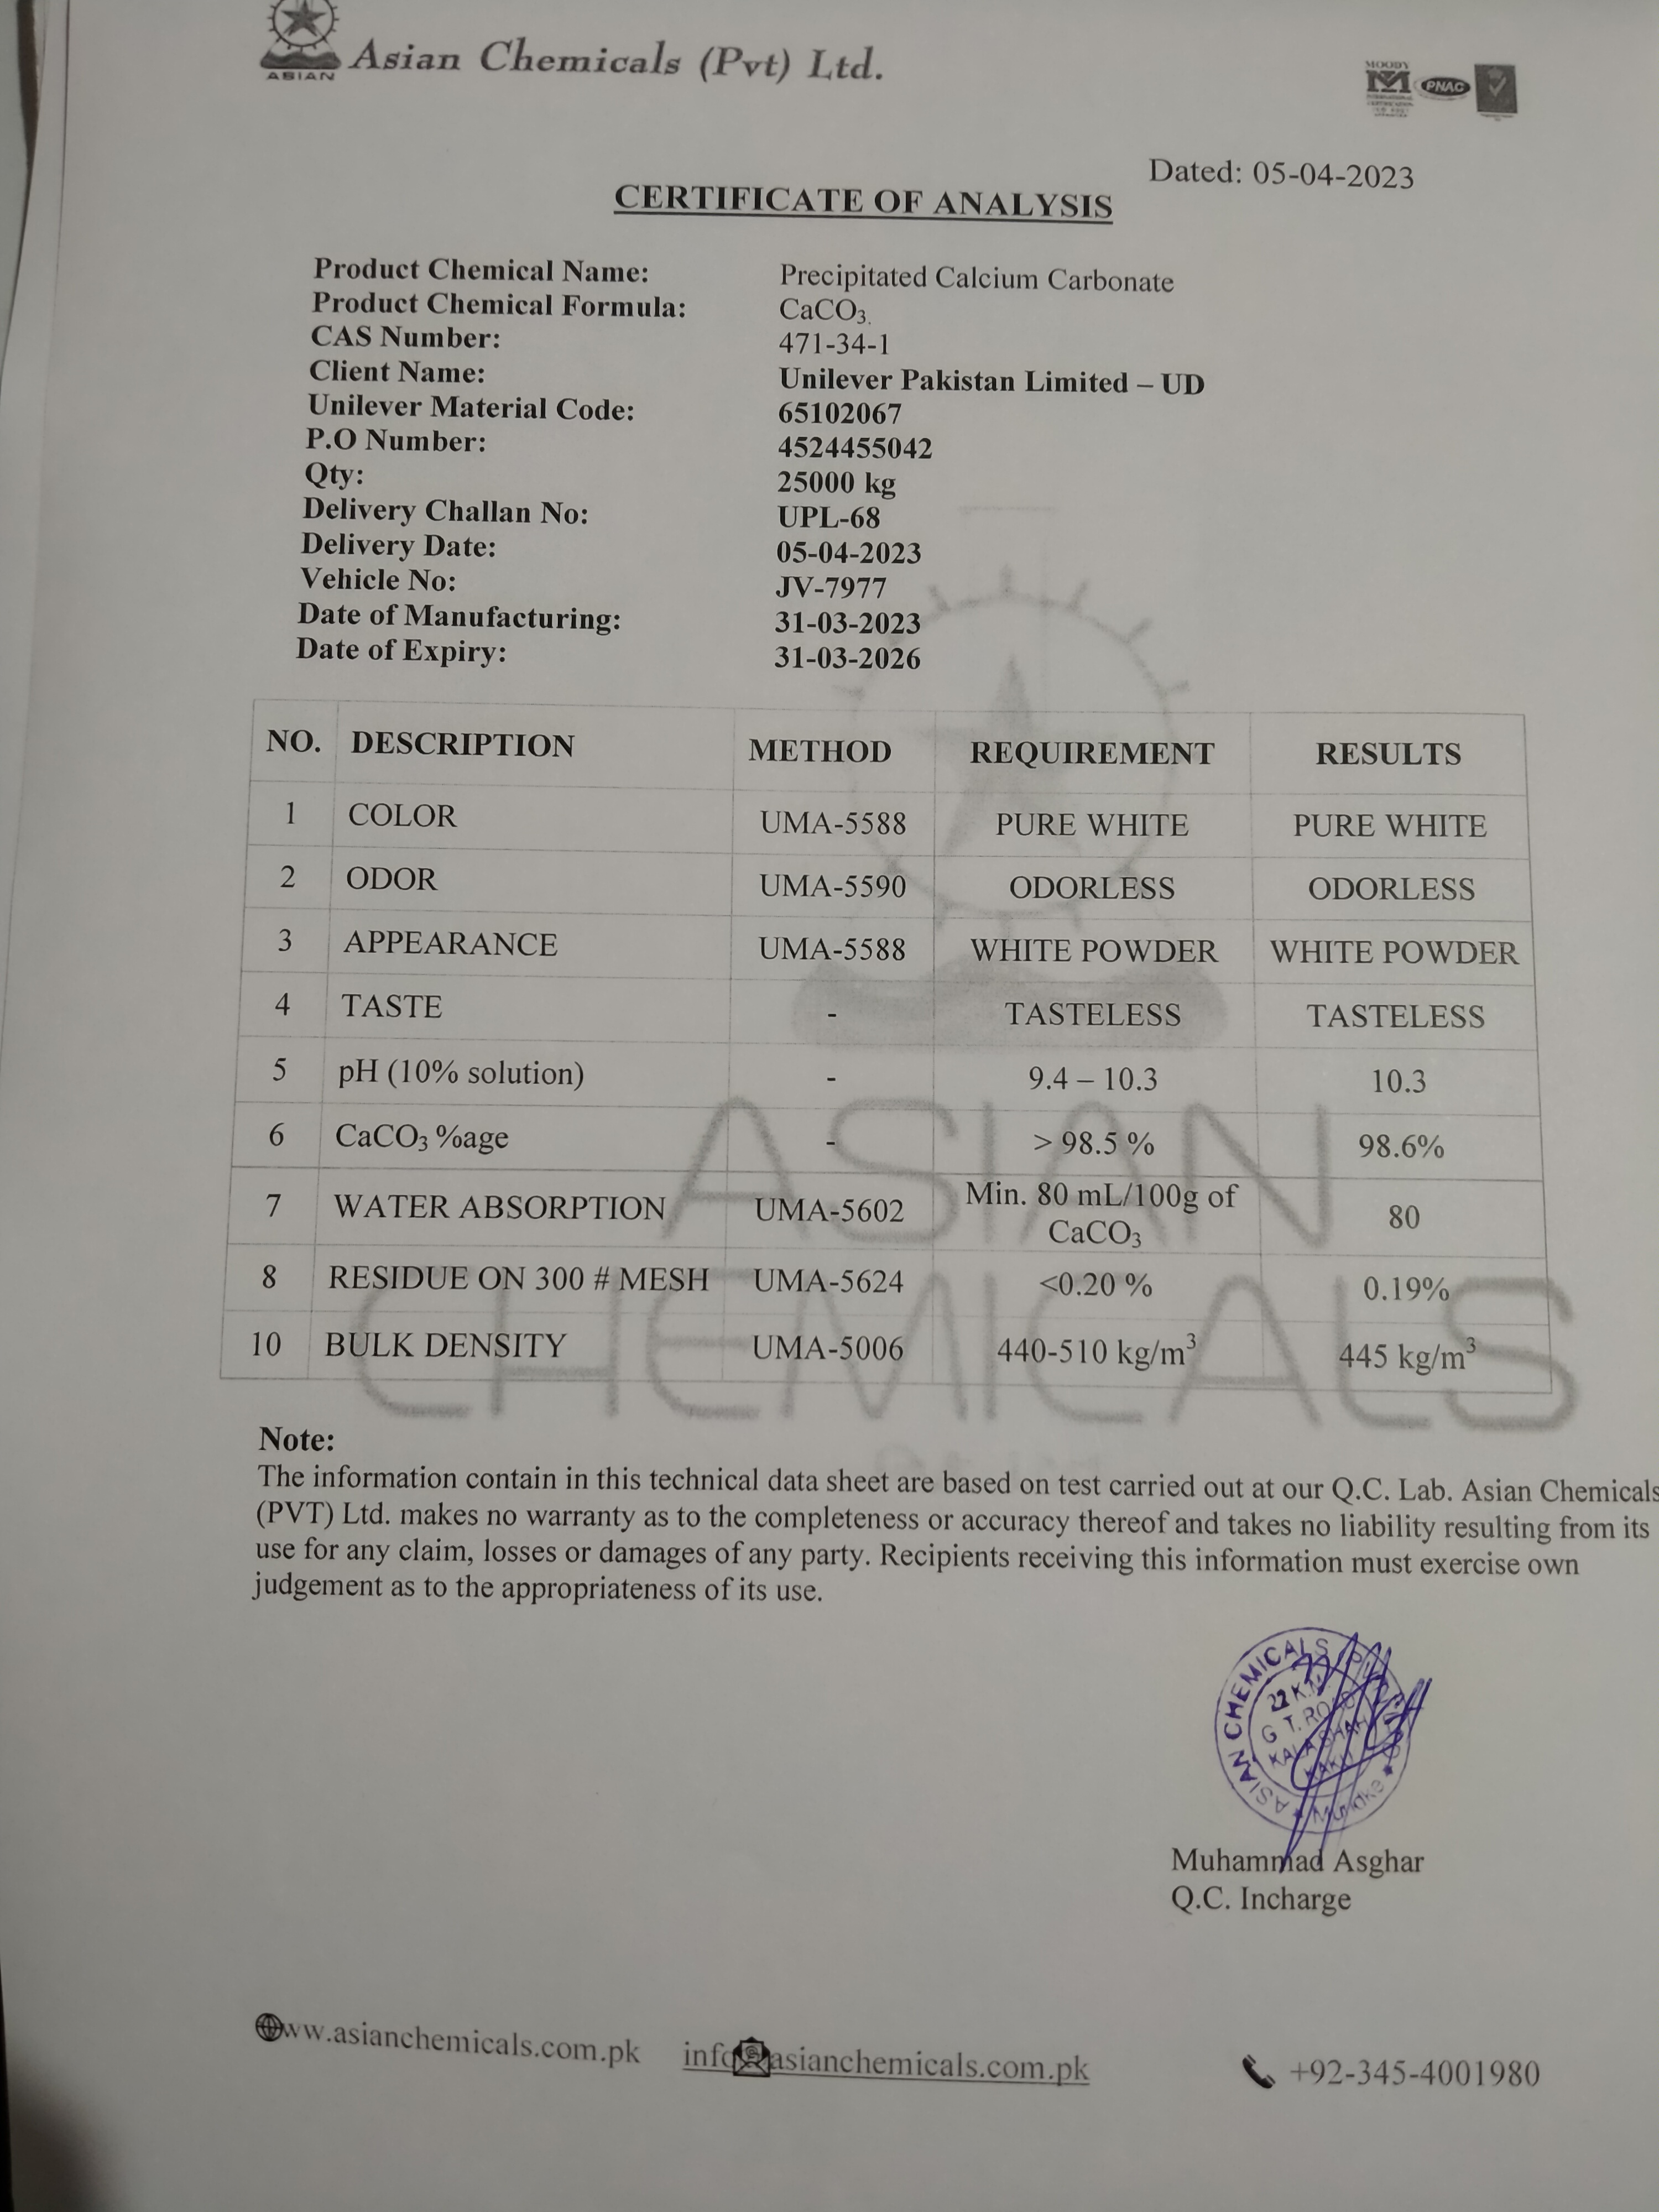 ASIAN
Asian Chemicals (Pvt) Ltd.
MOODY
PNAC
Dated: 05-04-2023
CERTIFICATE OF ANALYSIS
Product Chemical Name: Precipitated Calcium Carbonate
Product Chemical Formula: CaCO₃.
CAS Number: 471-34-1
Client Name: Unilever Pakistan Limited – UD
Unilever Material Code: 65102067
P.O Number: 4524455042
Qty: 25000 kg
Delivery Challan No: UPL-68
Delivery Date: 05-04-2023
Vehicle No: JV-7977
Date of Manufacturing: 31-03-2023
Date of Expiry: 31-03-2026
NO. DESCRIPTION METHOD REQUIREMENT RESULTS
1 COLOR UMA-5588 PURE WHITE PURE WHITE
2 ODOR UMA-5590 ODORLESS ODORLESS
3 APPEARANCE UMA-5588 WHITE POWDER WHITE POWDER
4 TASTE - TASTELESS TASTELESS
5 pH (10% solution) - 9.4 – 10.3 10.3
6 CaCO₃ %age - > 98.5 % 98.6%
7 WATER ABSORPTION UMA-5602 Min. 80 mL/100g of CaCO₃ 80
8 RESIDUE ON 300 # MESH UMA-5624 <0.20 % 0.19%
10 BULK DENSITY UMA-5006 440-510 kg/m³ 445 kg/m³
ASIAN
CHEMICALS
Note:
The information contain in this technical data sheet are based on test carried out at our Q.C. Lab. Asian Chemicals
(PVT) Ltd. makes no warranty as to the completeness or accuracy thereof and takes no liability resulting from its
use for any claim, losses or damages of any party. Recipients receiving this information must exercise own
judgement as to the appropriateness of its use.
ASIAN CHEMICALS
22 K.M.
G.T. ROAD
KALA SHAH
KAKU
Muhammad Asghar
Q.C. Incharge
www.asianchemicals.com.pk info@asianchemicals.com.pk +92-345-4001980